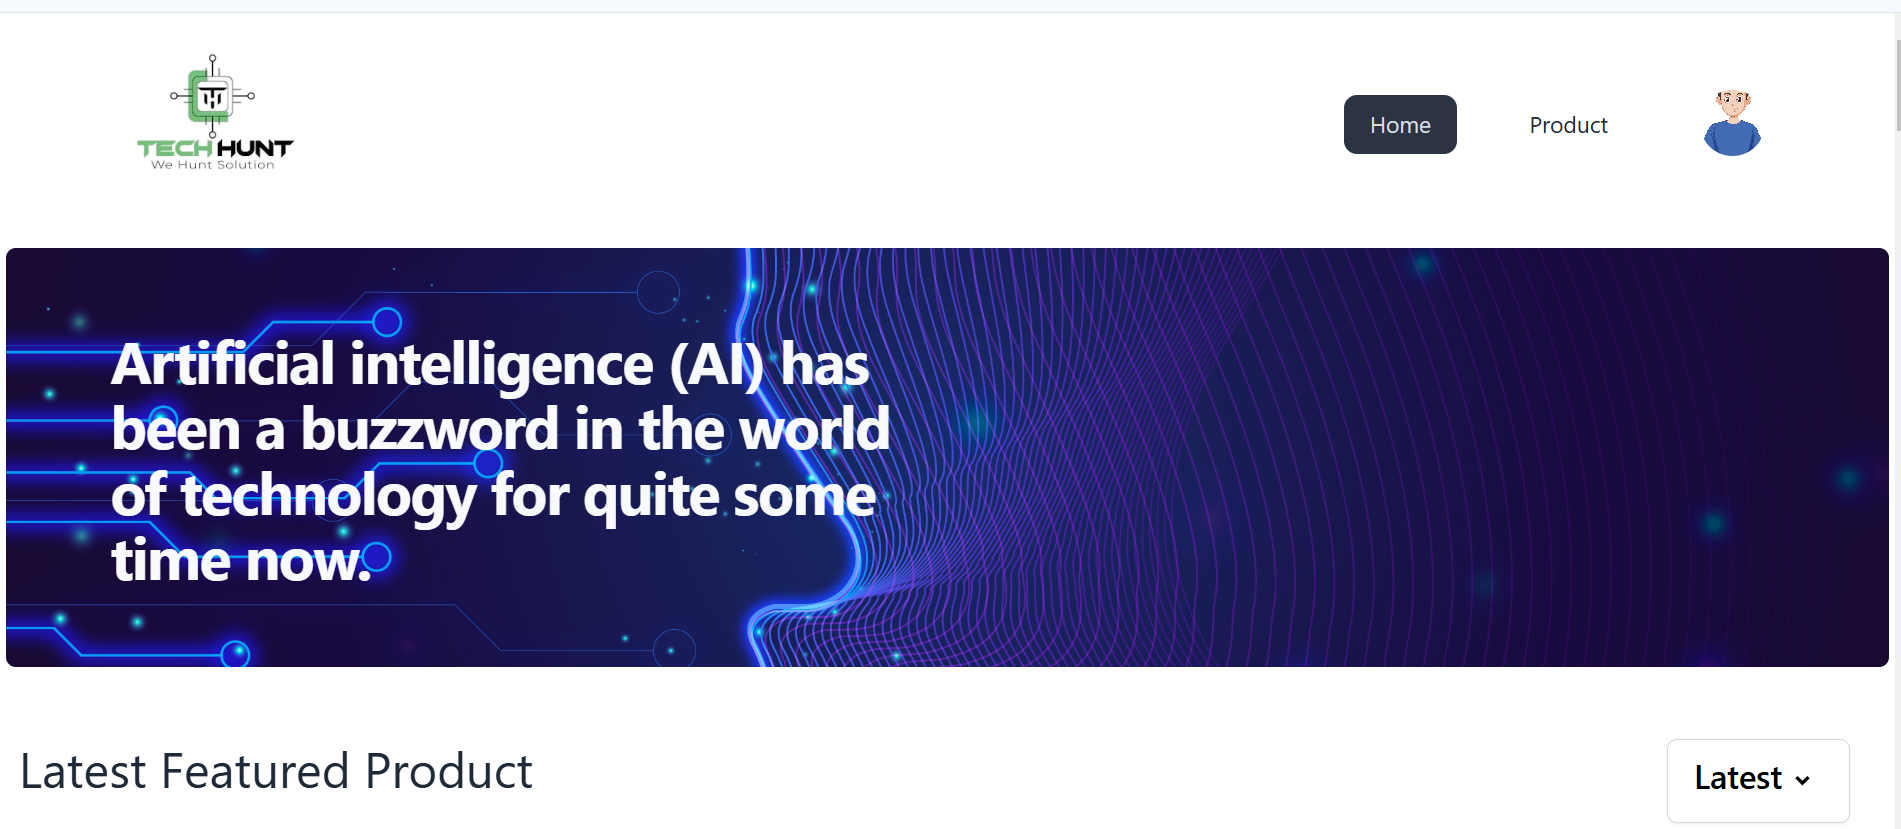 TH
TECH HUNT
We Hunt Solution
Home
Product
Artificial intelligence (AI) has
been a buzzword in the world
of technology for quite some
time now.
Latest Featured Product
Latest